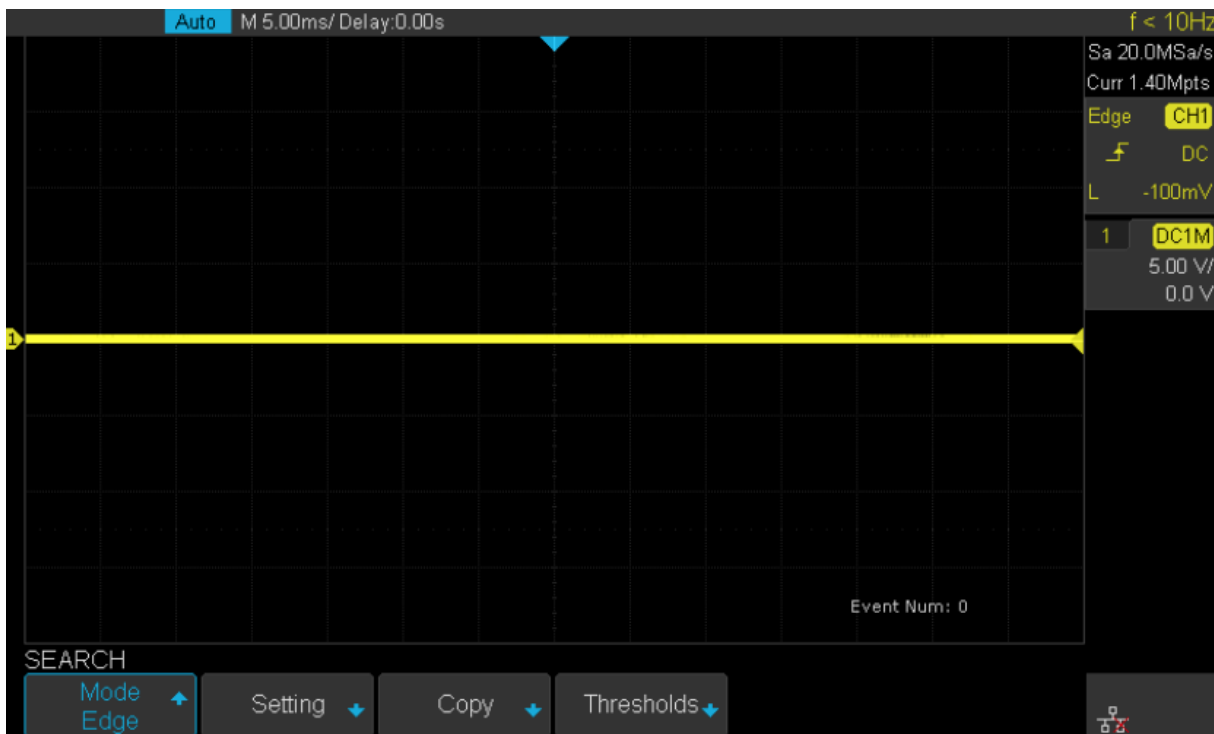 Auto M 5.00ms/ Delay:0.00s f < 10Hz
Sa 20.0MSa/s
Curr 1.40Mpts
Edge CH1
DC
L -100mV
1 DC1M
5.00 V/
0.0 V
1
Event Num: 0
SEARCH
Mode
Edge
Setting
Copy
Thresholds